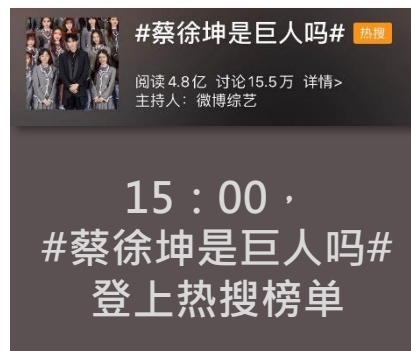 #蔡徐坤是巨人吗# 热搜
阅读4.8亿 讨论15.5万 详情>
主持人：微博综艺
15：00，
#蔡徐坤是巨人吗#
登上热搜榜单